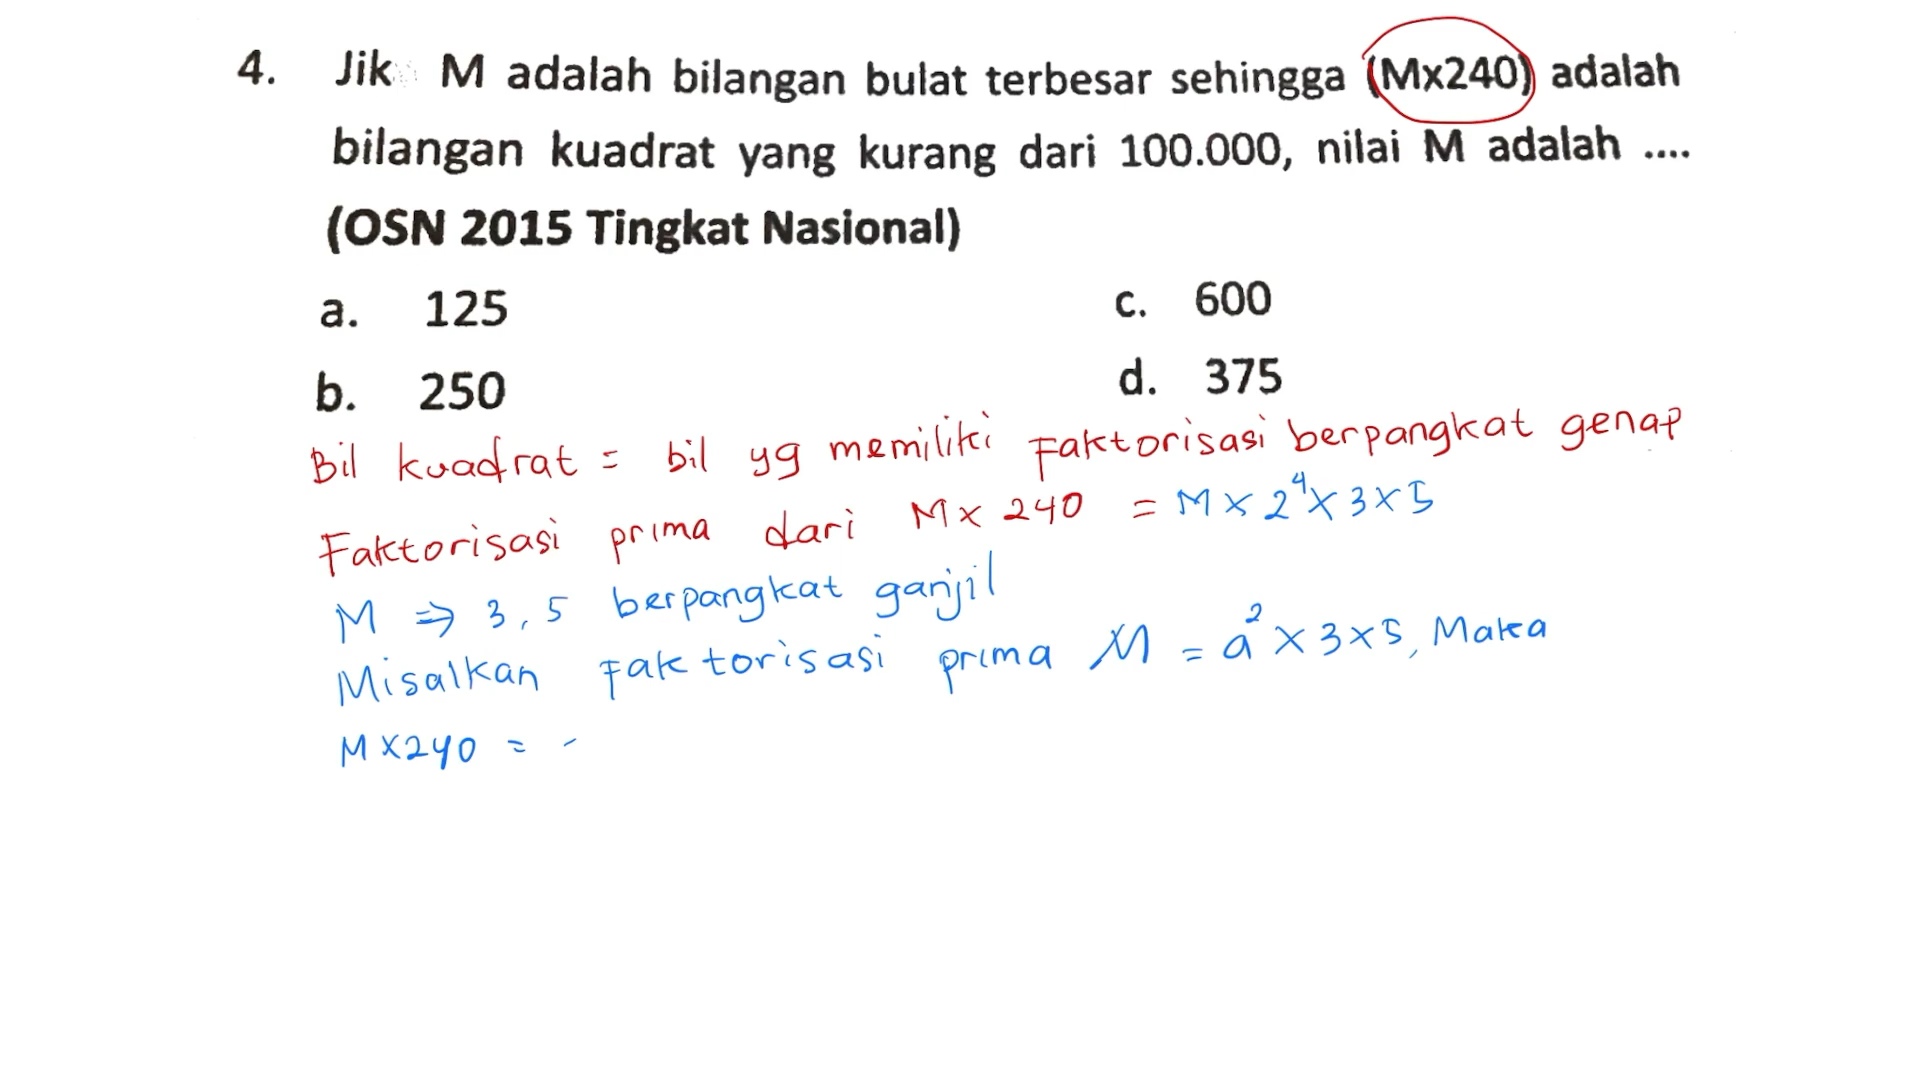 4. Jik M adalah bilangan bulat terbesar sehingga (Mx240) adalah
bilangan kuadrat yang kurang dari 100.000, nilai M adalah ....
(OSN 2015 Tingkat Nasional)
a. 125
c. 600
b. 250
d. 375
Bil kuadrat = bil yg memiliki Faktorisasi berpangkat genap
Faktorisasi prima dari M x 240 = M x 2⁴ x 3 x 5
M ⇒ 3, 5 berpangkat ganjil
Misalkan Faktorisasi prima M = a² x 3 x 5, Maka
M x 240 = -